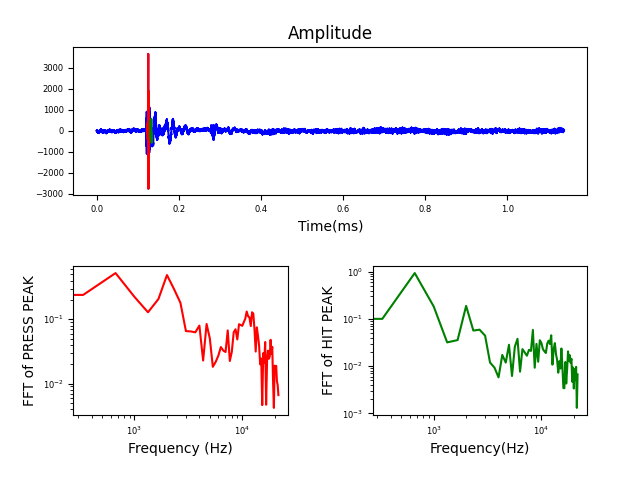 Amplitude
3000
2000
1000
0
−1000
−2000
−3000
0.0 0.2 0.4 0.6 0.8 1.0
Time(ms)
FFT of PRESS PEAK
10⁻¹
10⁻²
10³ 10⁴
Frequency (Hz)
FFT of HIT PEAK
10⁰
10⁻¹
10⁻²
10⁻³
10³ 10⁴
Frequency(Hz)